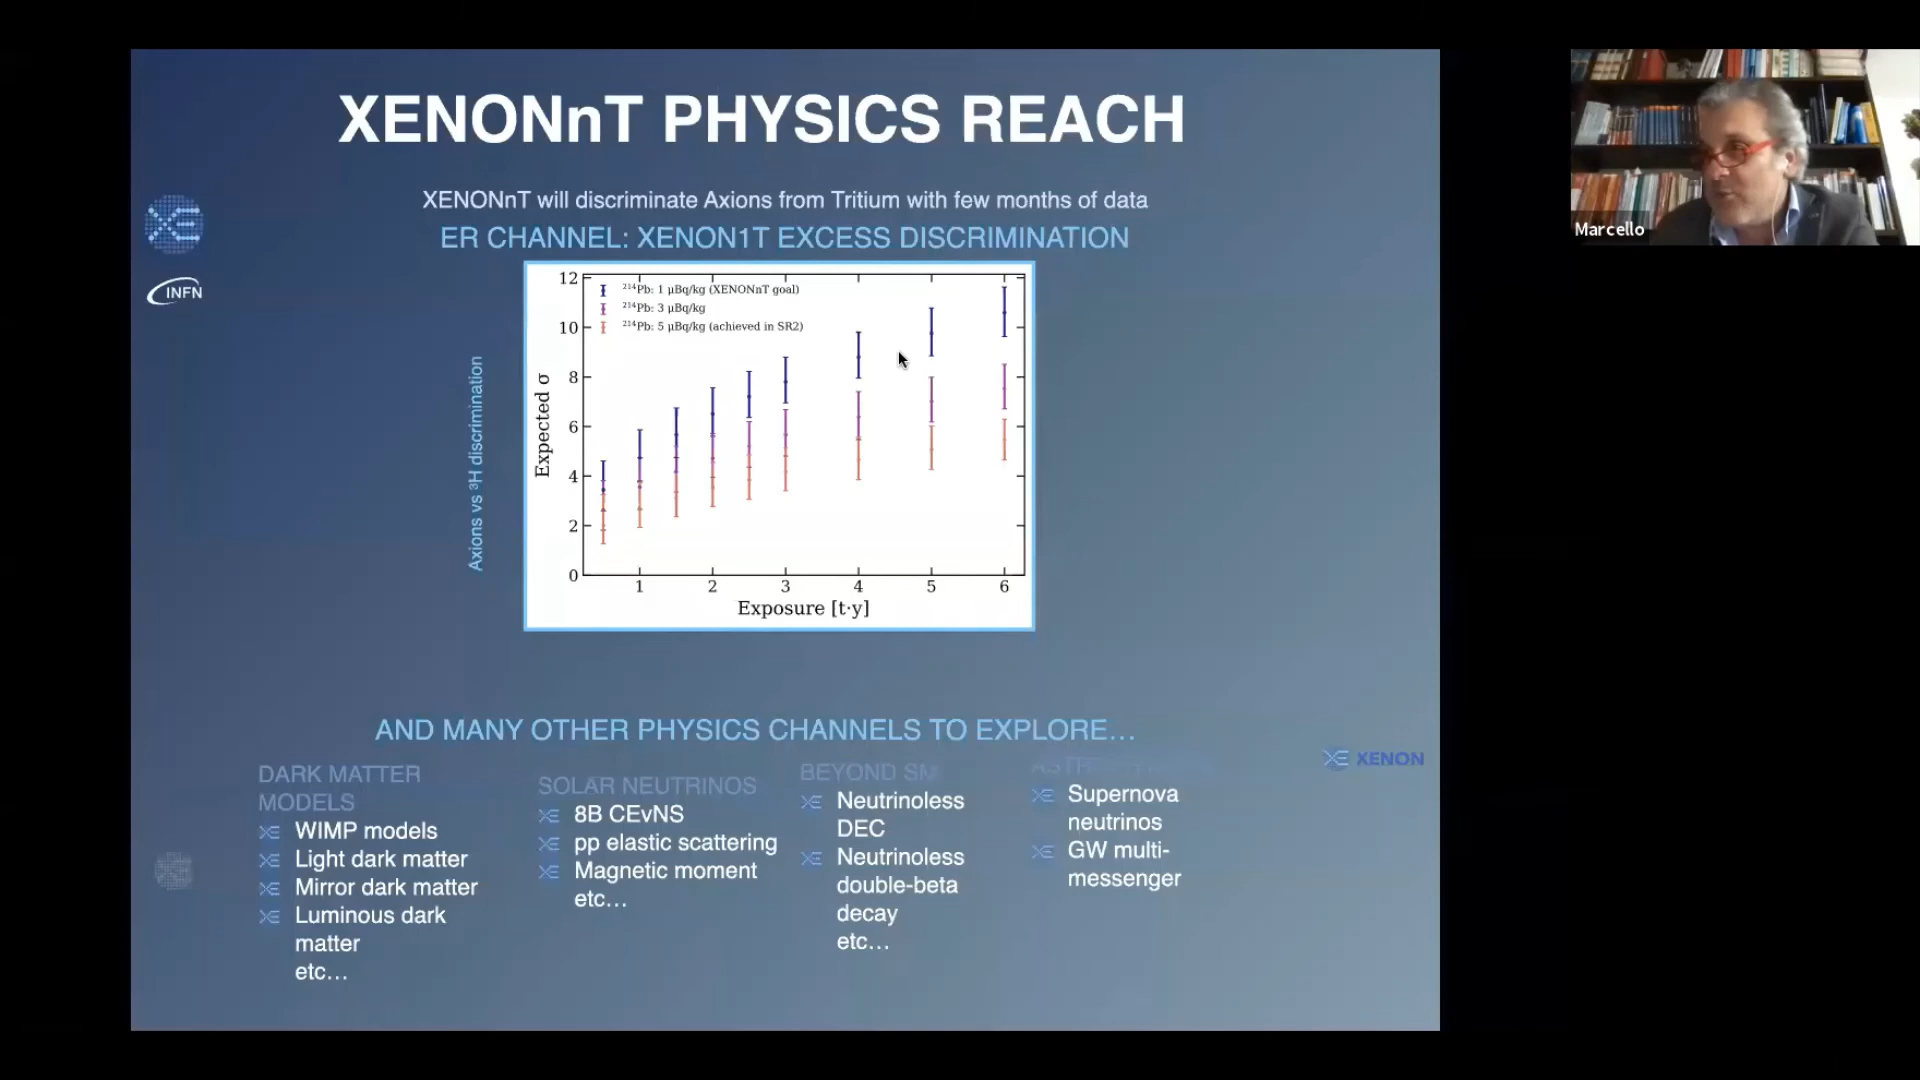 XENONnT PHYSICS REACH
XENONnT will discriminate Axions from Tritium with few months of data
ER CHANNEL: XENON1T EXCESS DISCRIMINATION
XE
INFN
Axions vs ³H discrimination
Expected σ
12
10
8
6
4
2
0
²¹⁴Pb: 1 μBq/kg (XENONnT goal)
²¹⁴Pb: 3 μBq/kg
²¹⁴Pb: 5 μBq/kg (achieved in SR2)
1 2 3 4 5 6
Exposure [t·y]
AND MANY OTHER PHYSICS CHANNELS TO EXPLORE…
DARK MATTER
MODELS
WIMP models
Light dark matter
Mirror dark matter
Luminous dark
matter
etc…
SOLAR NEUTRINOS
8B CEvNS
pp elastic scattering
Magnetic moment
etc…
BEYOND SM
Neutrinoless
DEC
Neutrinoless
double-beta
decay
etc…
Supernova
neutrinos
GW multi-
messenger
XENON
Marcello